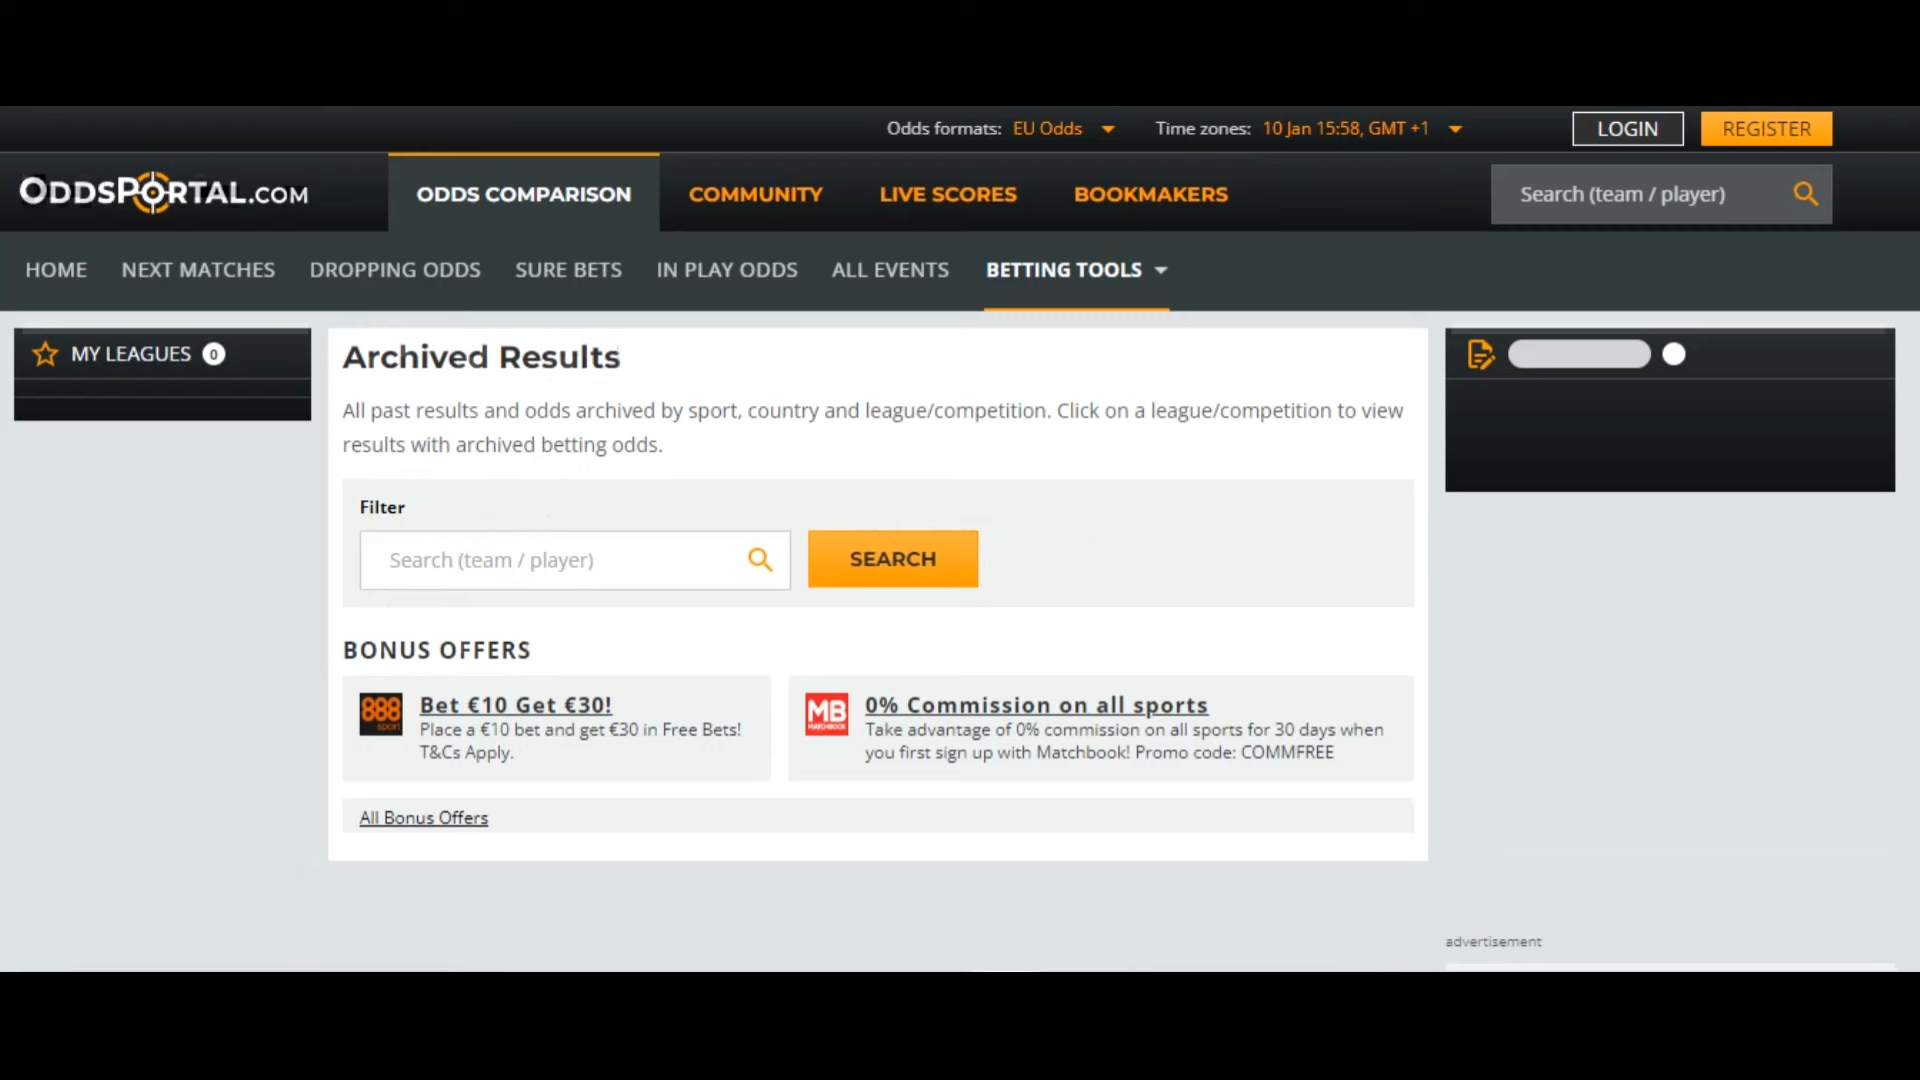 Odds formats: EU Odds Time zones: 10 Jan 15:58, GMT +1 LOGIN REGISTER
ODDSPORTAL.COM ODDS COMPARISON COMMUNITY LIVE SCORES BOOKMAKERS Search (team / player)
HOME NEXT MATCHES DROPPING ODDS SURE BETS IN PLAY ODDS ALL EVENTS BETTING TOOLS
MY LEAGUES 0
Archived Results
All past results and odds archived by sport, country and league/competition. Click on a league/competition to view
results with archived betting odds.
Filter
Search (team / player) SEARCH
BONUS OFFERS
888 sport
Bet €10 Get €30!
Place a €10 bet and get €30 in Free Bets!
T&Cs Apply.
MB MATCHBOOK
0% Commission on all sports
Take advantage of 0% commission on all sports for 30 days when
you first sign up with Matchbook! Promo code: COMMFREE
All Bonus Offers
advertisement